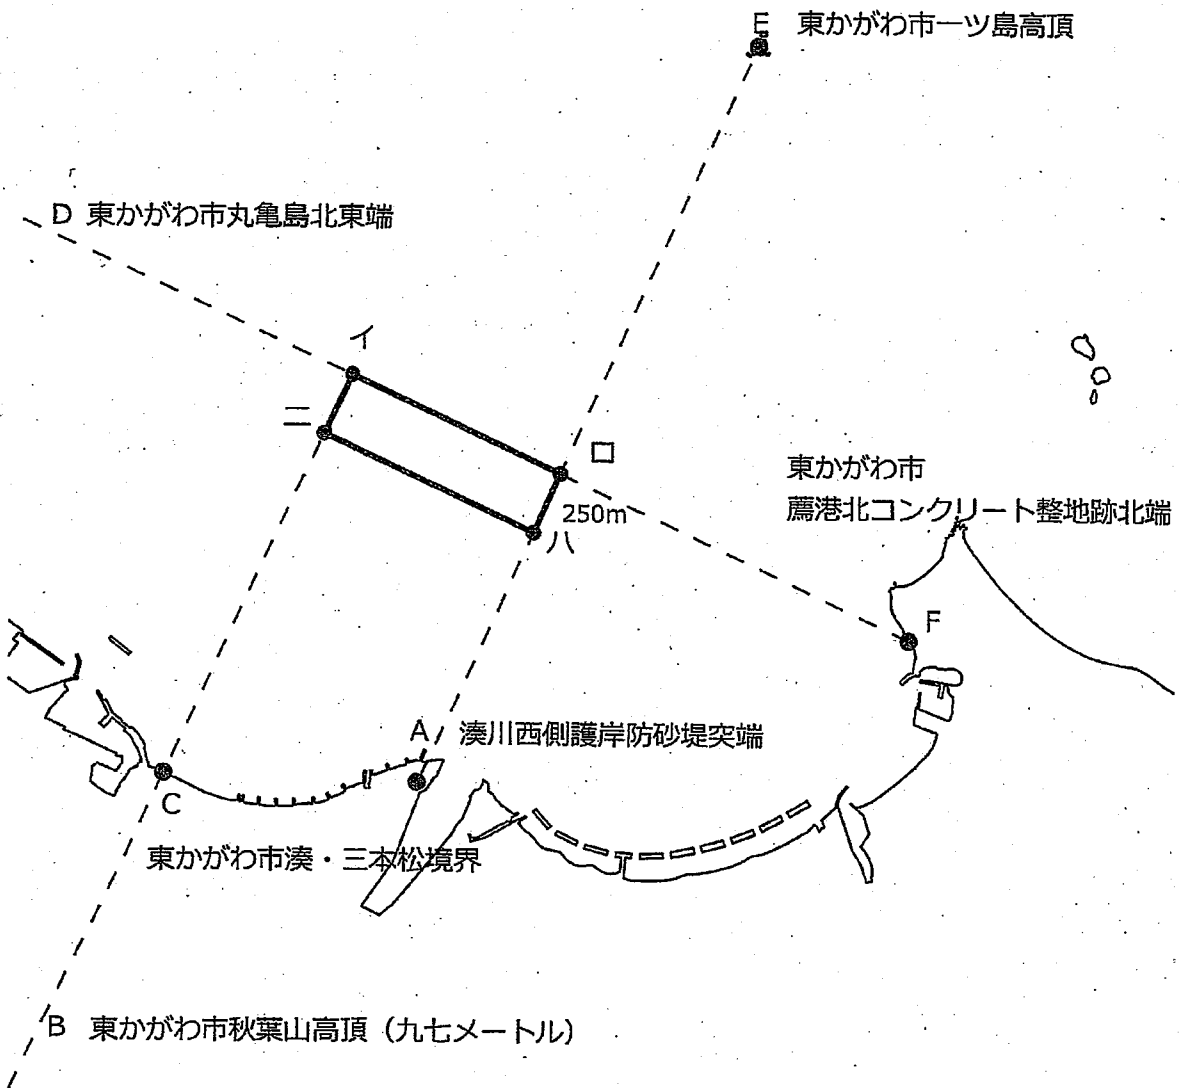 E 東かがわ市一ツ島高頂
D 東かがわ市丸亀島北東端
イ
ニ
ロ
250m
ハ
東かがわ市
薦港北コンクリート整地跡北端
F
A 湊川西側護岸防砂堤突端
C
東かがわ市湊・三本松境界
B 東かがわ市秋葉山高頂（九七メートル）